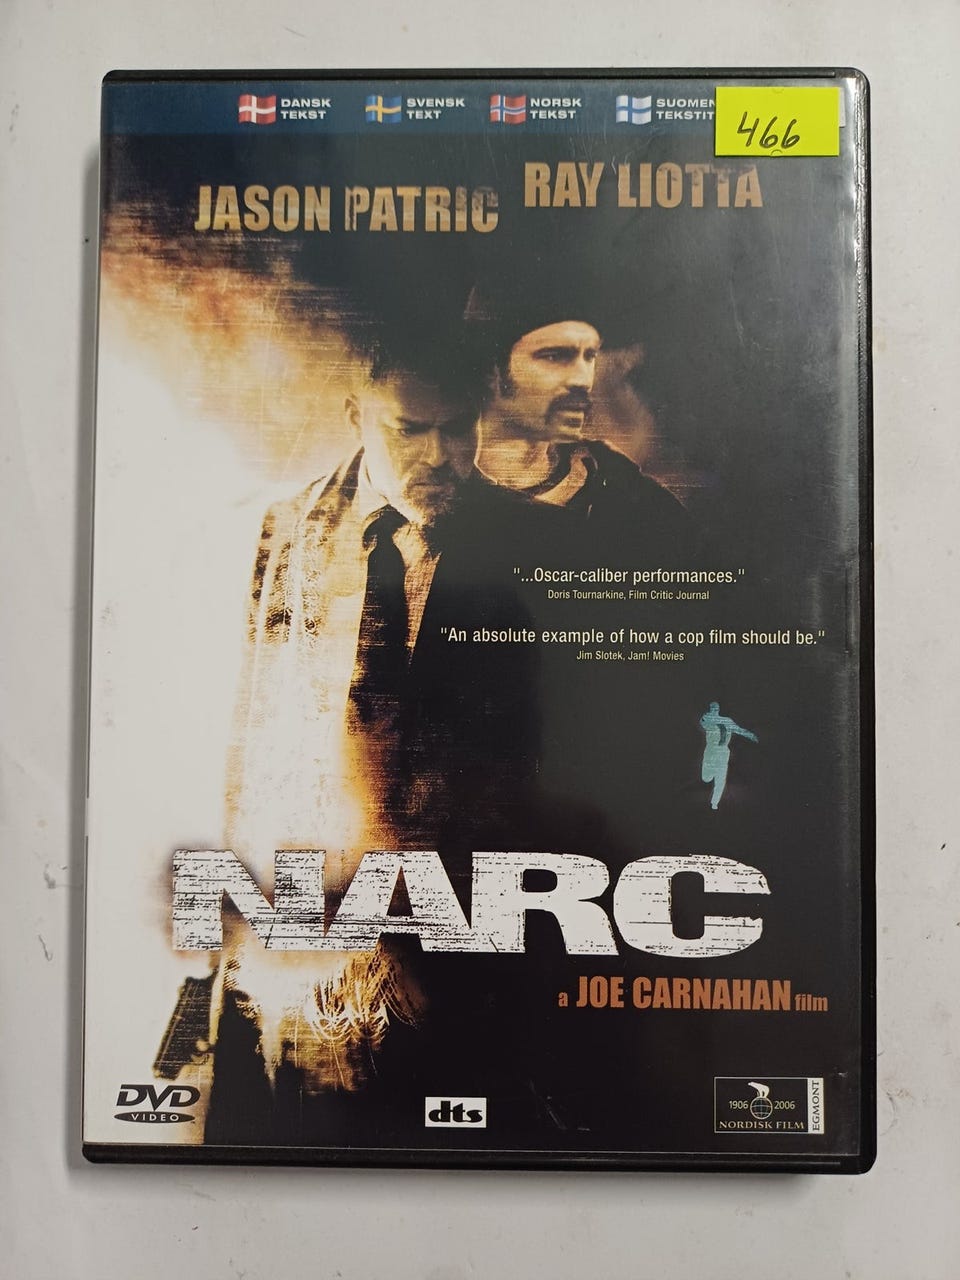 DANSK TEKST
SVENSK TEXT
NORSK TEKST
SUOMEN TEKSTIT
466
JASON PATRIC
RAY LIOTTA
"...Oscar-caliber performances."
Doris Tournarkine, Film Critic Journal
"An absolute example of how a cop film should be."
Jim Slotek, Jam! Movies
NARC
a JOE CARNAHAN film
DVD
VIDEO
dts
1906 2006
NORDISK FILM
EGMONT